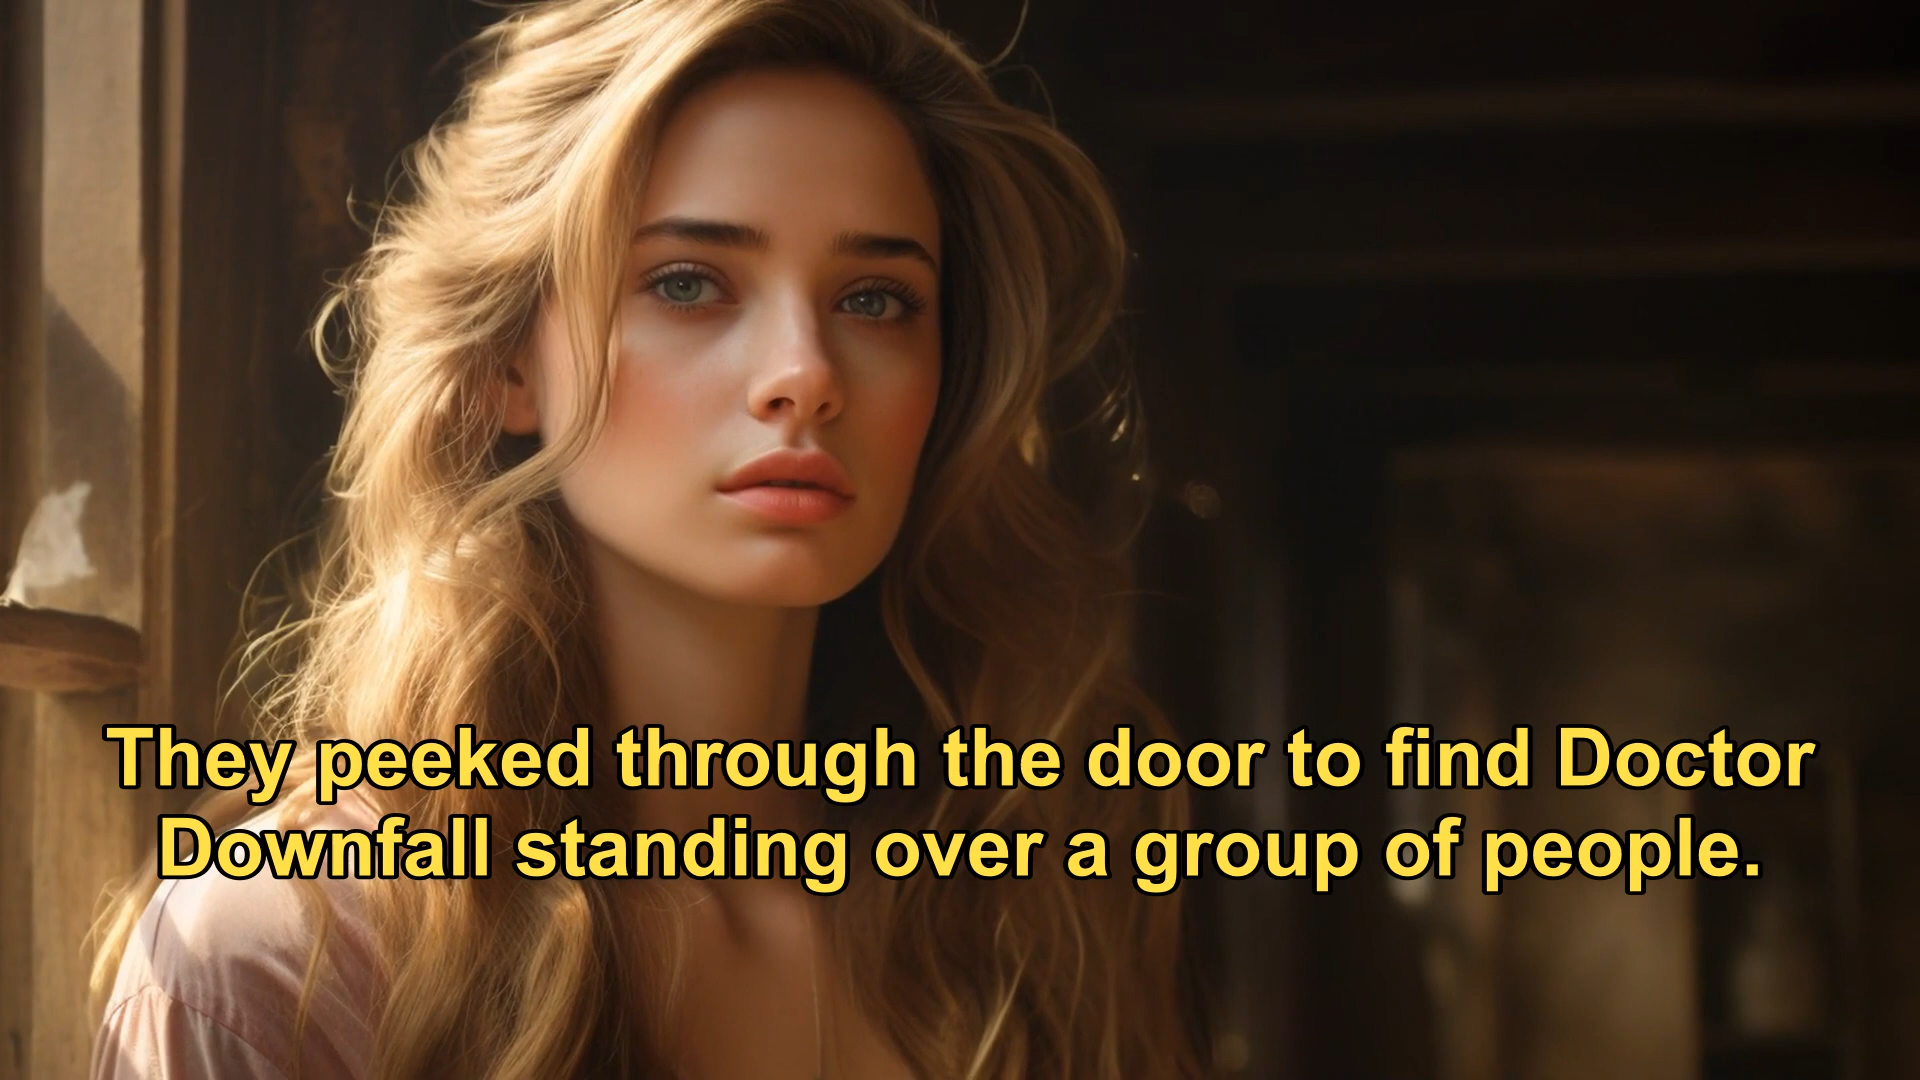 They peeked through the door to find Doctor
Downfall standing over a group of people.